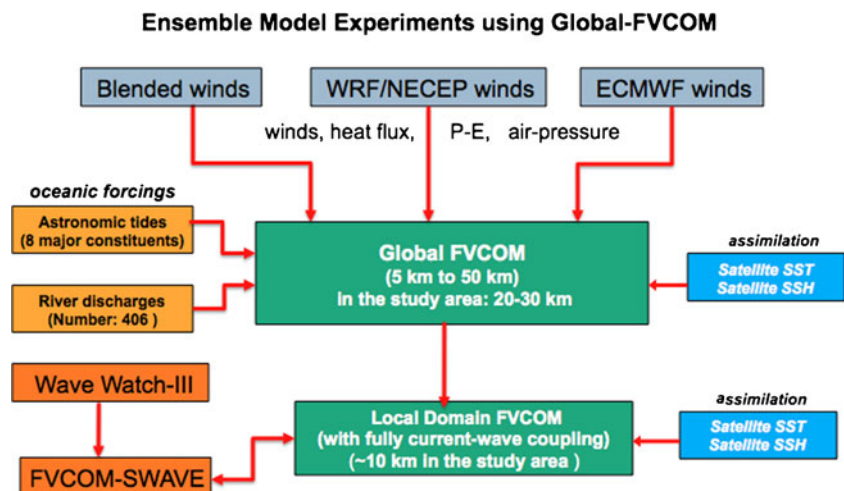 Ensemble Model Experiments using Global-FVCOM
Blended winds
WRF/NECEP winds
ECMWF winds
winds, heat flux, P-E, air-pressure
oceanic forcings
Astronomic tides
(8 major constituents)
River discharges
(Number: 406 )
Global FVCOM
(5 km to 50 km)
in the study area: 20-30 km
assimilation
Satellite SST
Satellite SSH
Wave Watch-III
FVCOM-SWAVE
Local Domain FVCOM
(with fully current-wave coupling)
(~10 km in the study area )
assimilation
Satellite SST
Satellite SSH